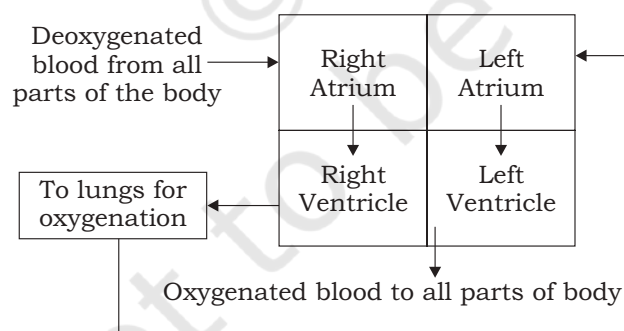 Deoxygenated
blood from all
parts of the body
Right
Atrium
Left
Atrium
Right
Ventricle
Left
Ventricle
To lungs for
oxygenation
Oxygenated blood to all parts of body